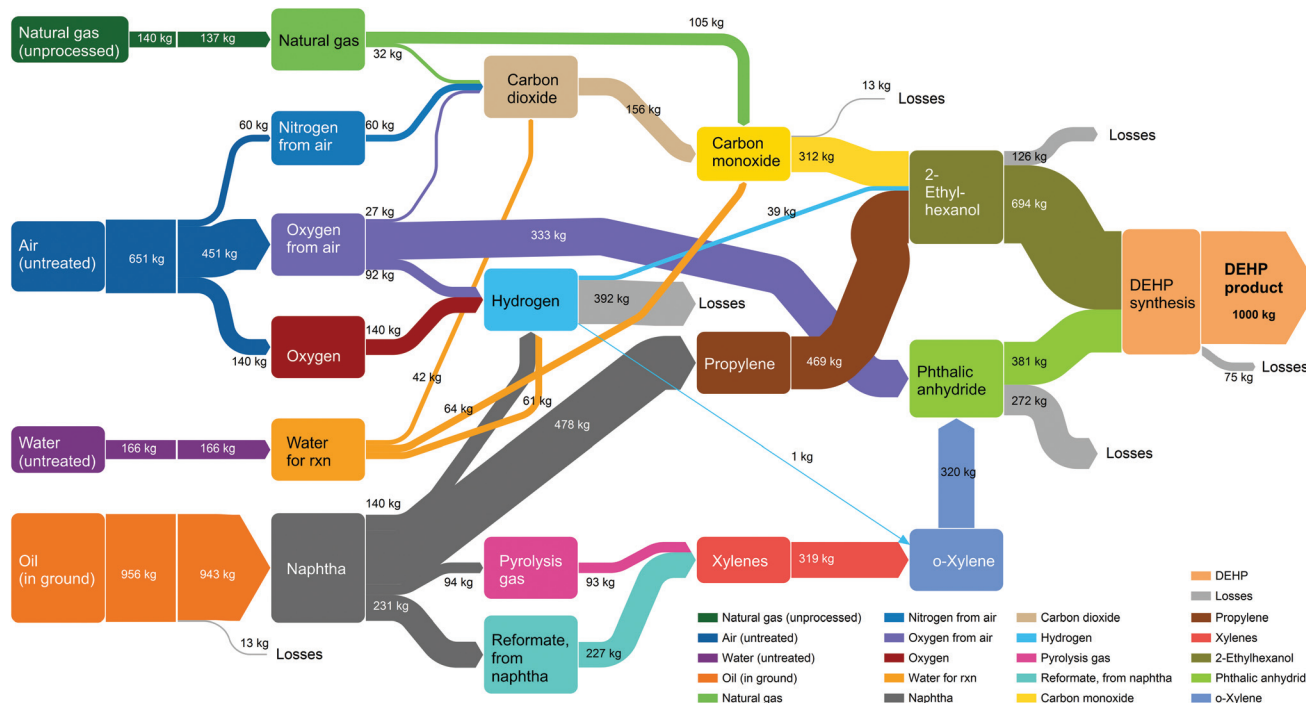 105 kg
Natural gas
(unprocessed)
140 kg
137 kg
Natural gas
32 kg
Carbon
dioxide
156 kg
13 kg
Losses
60 kg
Nitrogen
from air
60 kg
Carbon
monoxide
312 kg
Losses
126 kg
2-
Ethyl-
hexanol
694 kg
39 kg
27 kg
Air
(untreated)
651 kg
451 kg
Oxygen
from air
333 kg
92 kg
Hydrogen
392 kg
Losses
DEHP
synthesis
DEHP
product
1000 kg
140 kg
140 kg
Oxygen
Propylene
469 kg
Phthalic
anhydride
381 kg
75 kg
Losses
42 kg
64 kg
61 kg
478 kg
272 kg
Losses
Water
(untreated)
166 kg
166 kg
Water
for rxn
1 kg
320 kg
140 kg
Oil
(in ground)
956 kg
943 kg
Naphtha
Pyrolysis
gas
94 kg
93 kg
Xylenes
319 kg
o-Xylene
231 kg
13 kg
Losses
Reformate,
from
naphtha
227 kg
Natural gas (unprocessed)
Air (untreated)
Water (untreated)
Oil (in ground)
Natural gas
Nitrogen from air
Oxygen from air
Oxygen
Water for rxn
Naphtha
Carbon dioxide
Hydrogen
Pyrolysis gas
Reformate, from naphtha
Carbon monoxide
DEHP
Losses
Propylene
Xylenes
2-Ethylhexanol
Phthalic anhydrid
o-Xylene